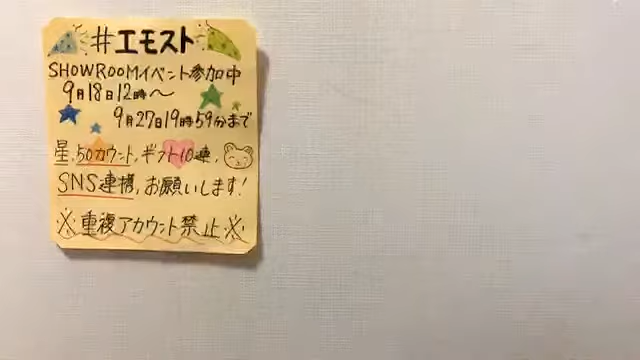 #エモスト
SHOWROOMイベント参加中
9月18日12時〜
9月27日19時59分まで
星、50カウント、ギフト10連、
SNS連携、お願いします!
※重複アカウント禁止※